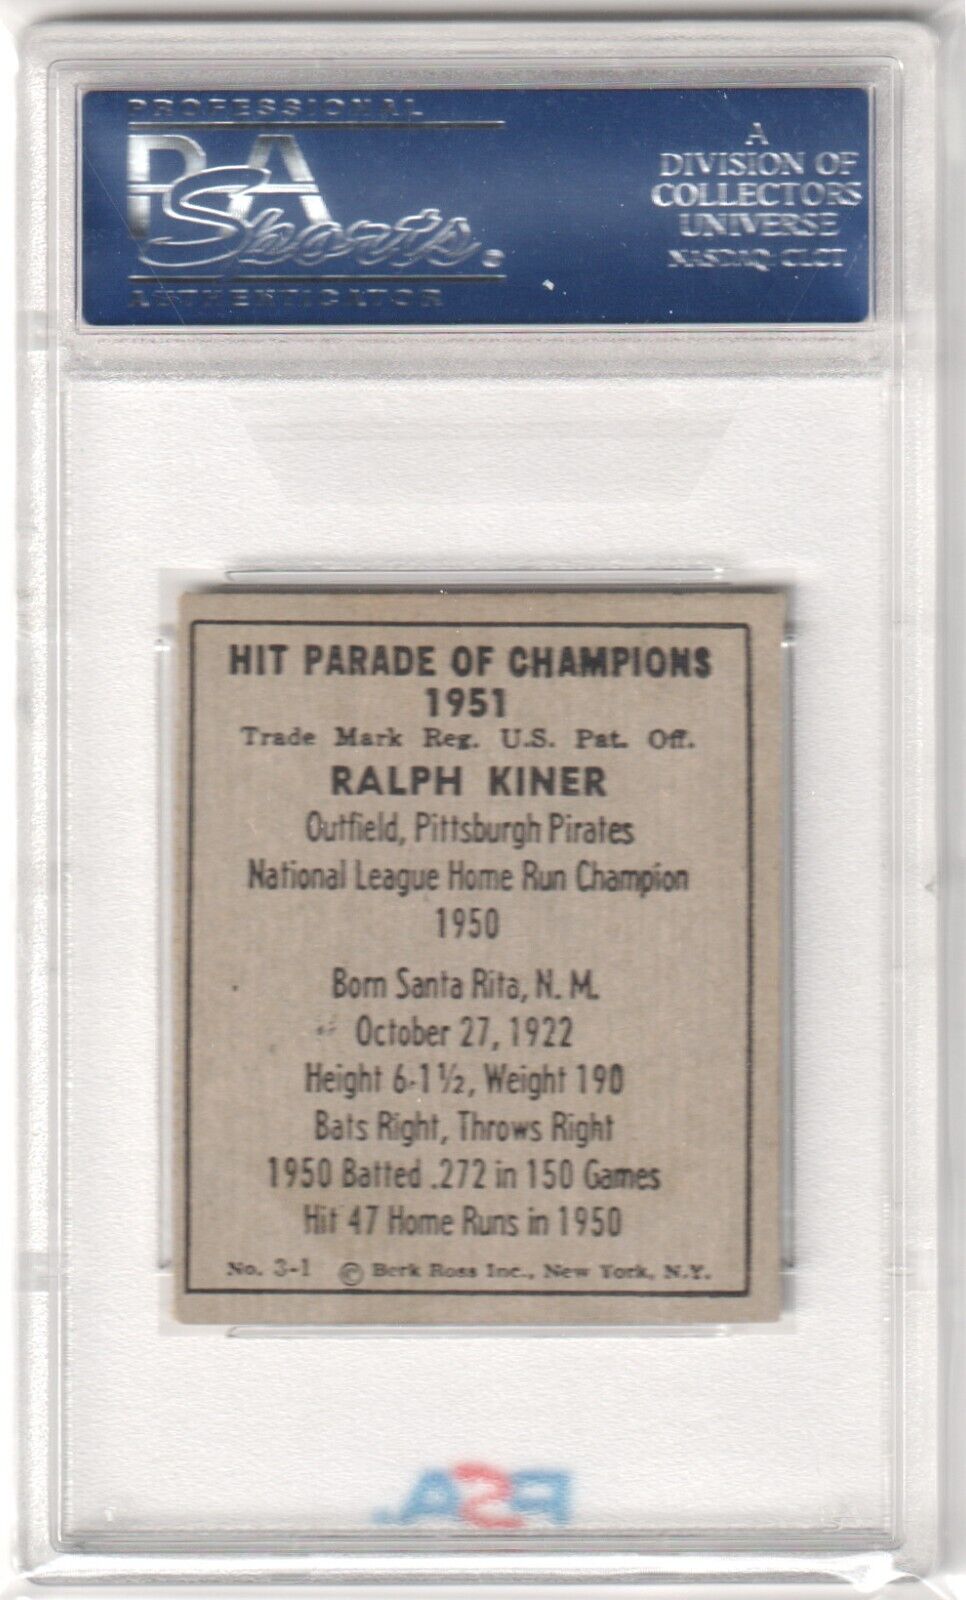 PROFESSIONAL
PSA
Sports
AUTHENTICATOR
A
DIVISION OF
COLLECTORS
UNIVERSE
NASDAQ: CLCT
HIT PARADE OF CHAMPIONS
1951
Trade Mark Reg. U.S. Pat. Off.
RALPH KINER
Outfield, Pittsburgh Pirates
National League Home Run Champion
1950
Born Santa Rita, N. M.
October 27, 1922
Height 6-1 ½, Weight 190
Bats Right, Throws Right
1950 Batted .272 in 150 Games
Hit 47 Home Runs in 1950
No. 3-1 © Berk Ross Inc., New York, N.Y.
PSA